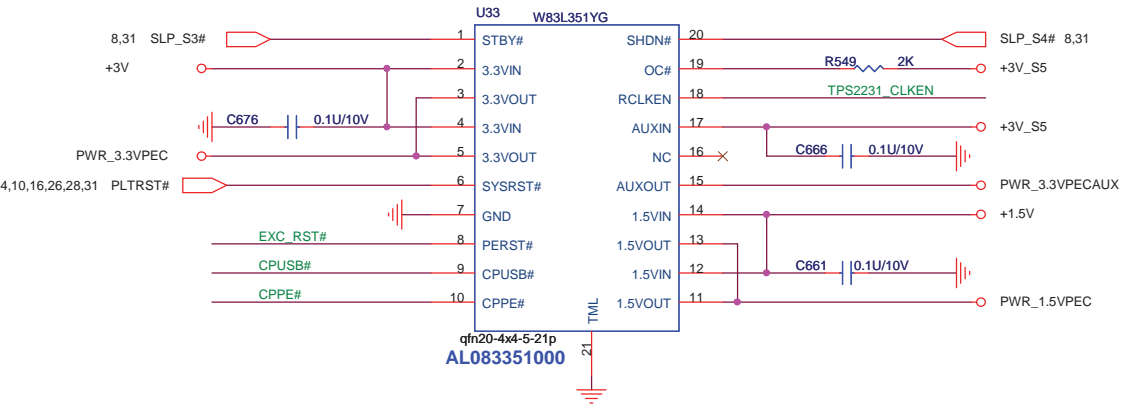 U33 W83L351YG
8,31 SLP_S3# 1 STBY# SHDN# 20 SLP_S4# 8,31
+3V 2 3.3VIN OC# 19 R549 2K +3V_S5
3 3.3VOUT RCLKEN 18 TPS2231_CLKEN
C676 0.1U/10V 4 3.3VIN AUXIN 17 +3V_S5
PWR_3.3VPEC 5 3.3VOUT NC 16 C666 0.1U/10V
4,10,16,26,28,31 PLTRST# 6 SYSRST# AUXOUT 15 PWR_3.3VPECAUX
7 GND 1.5VIN 14 +1.5V
EXC_RST# 8 PERST# 1.5VOUT 13
CPUSB# 9 CPUSB# 1.5VIN 12 C661 0.1U/10V
CPPE# 10 CPPE# 1.5VOUT 11 PWR_1.5VPEC
TML
qfn20-4x4-5-21p
21
AL083351000